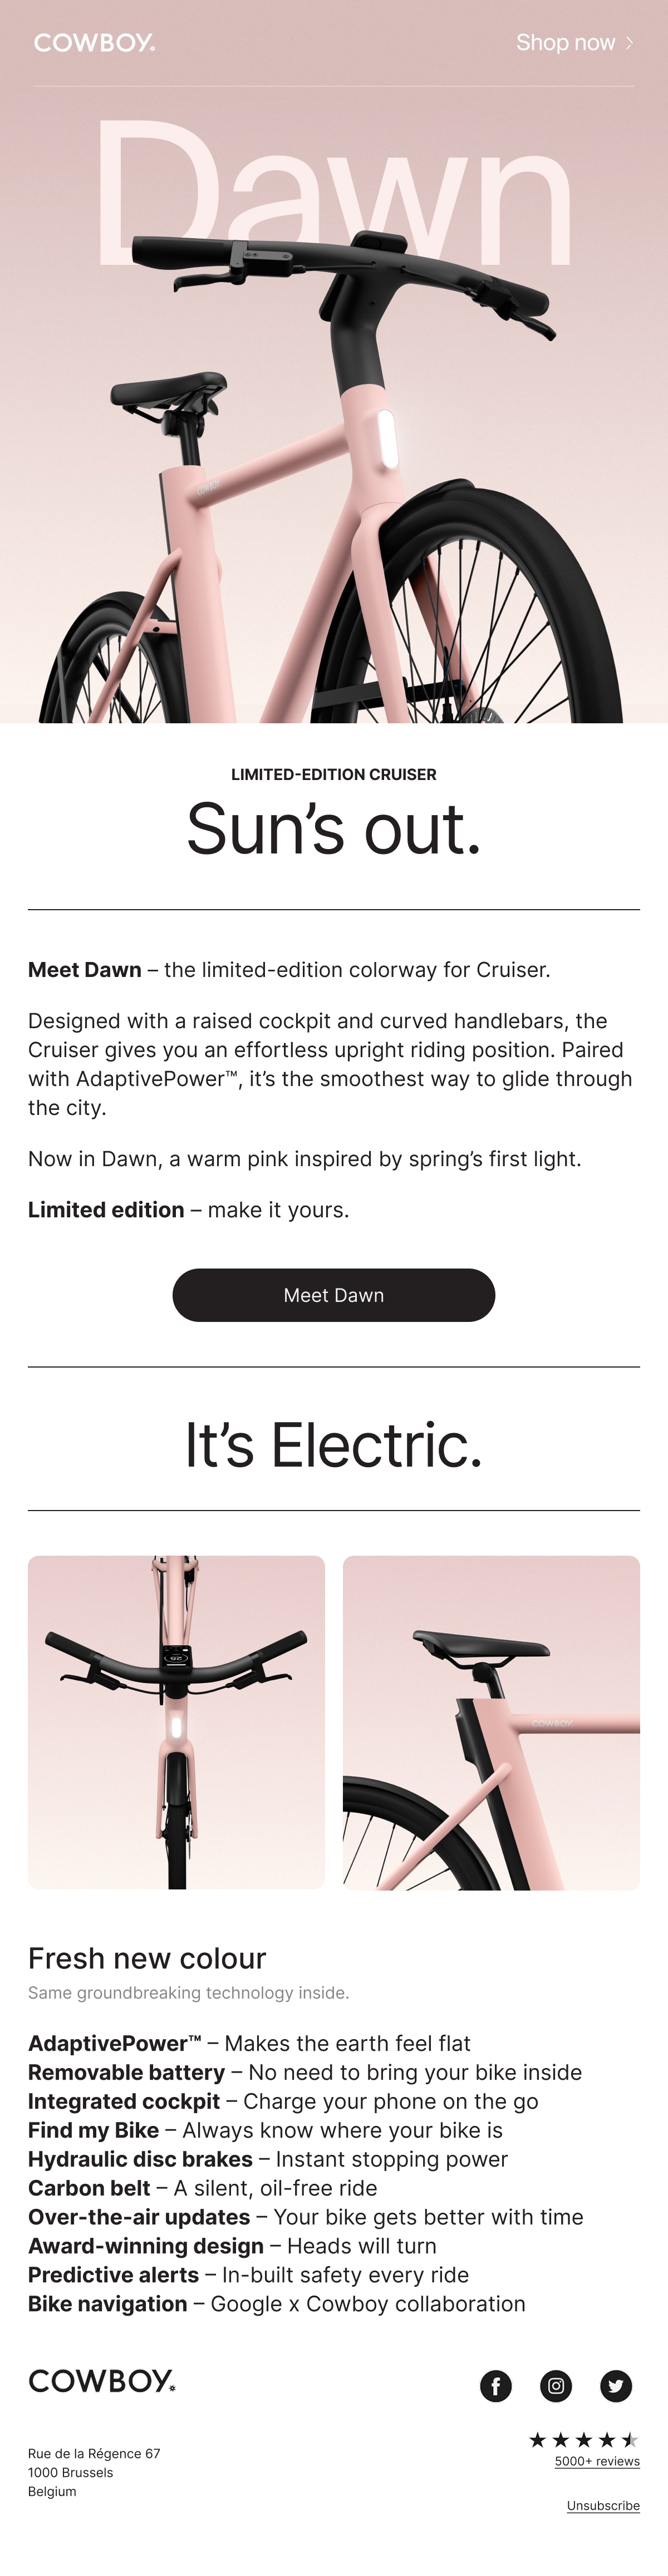 COWBOY.
Shop now
Dawn
COWBOY
LIMITED-EDITION CRUISER
Sun’s out.
Meet Dawn – the limited-edition colorway for Cruiser.
Designed with a raised cockpit and curved handlebars, the
Cruiser gives you an effortless upright riding position. Paired
with AdaptivePower™, it’s the smoothest way to glide through
the city.
Now in Dawn, a warm pink inspired by spring’s first light.
Limited edition – make it yours.
Meet Dawn
It’s Electric.
COWBOY
Fresh new colour
Same groundbreaking technology inside.
AdaptivePower™ – Makes the earth feel flat
Removable battery – No need to bring your bike inside
Integrated cockpit – Charge your phone on the go
Find my Bike – Always know where your bike is
Hydraulic disc brakes – Instant stopping power
Carbon belt – A silent, oil-free ride
Over-the-air updates – Your bike gets better with time
Award-winning design – Heads will turn
Predictive alerts – In-built safety every ride
Bike navigation – Google x Cowboy collaboration
COWBOY.
5000+ reviews
Rue de la Régence 67
1000 Brussels
Belgium
Unsubscribe